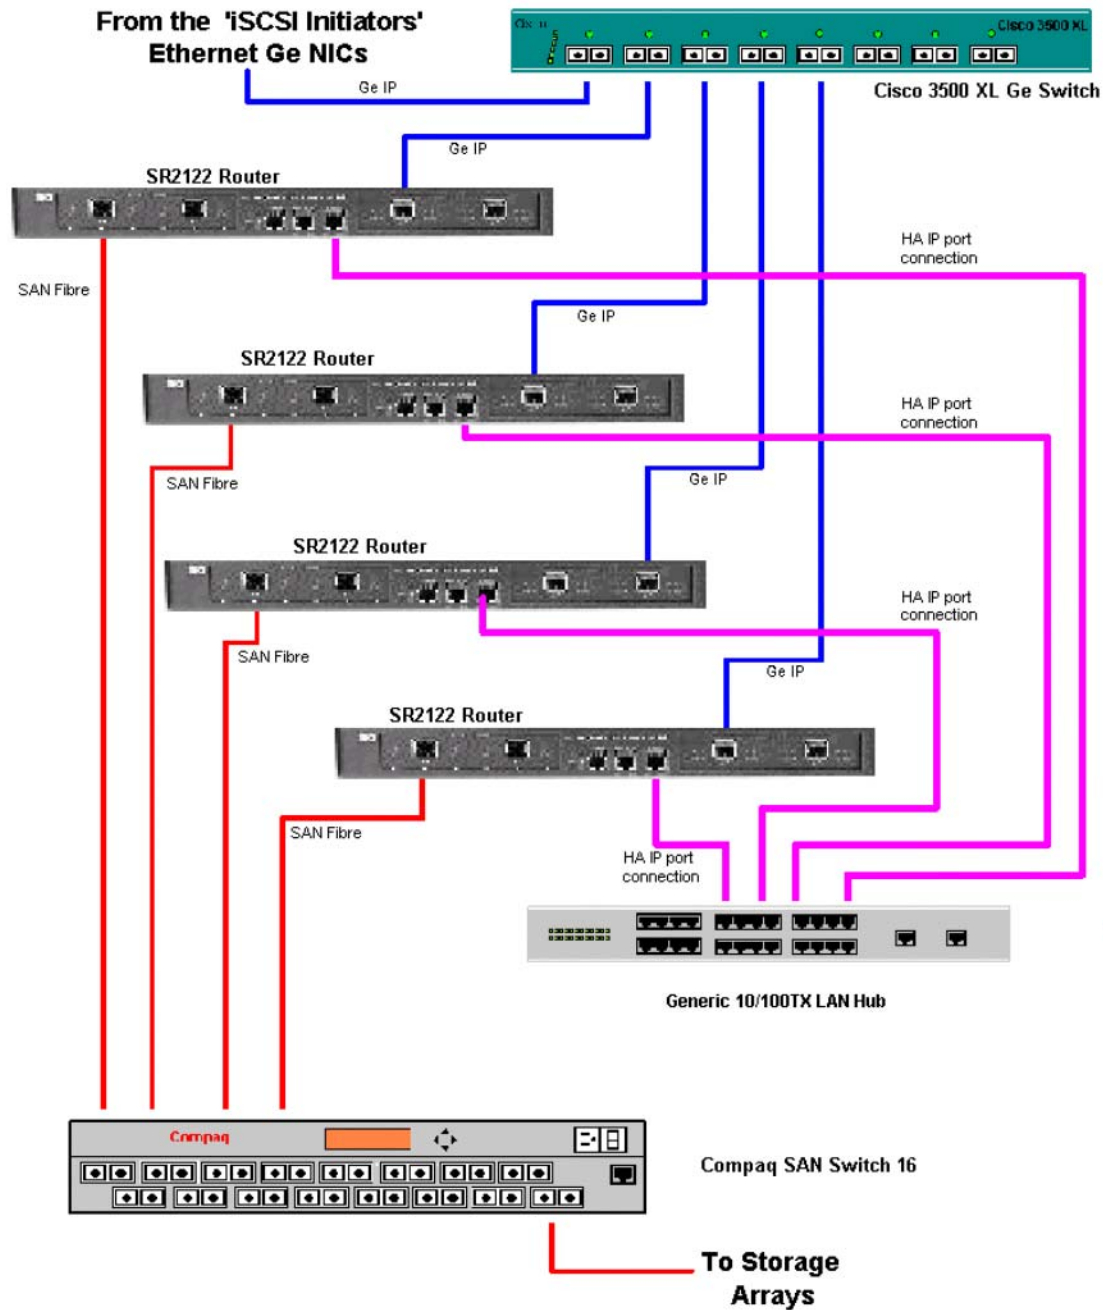 From the 'iSCSI Initiators'
Ethernet Ge NICs
Cisco 3500 XL
Ge IP
Cisco 3500 XL Ge Switch
Ge IP
SR2122 Router
HA IP port
connection
SAN Fibre
Ge IP
SR2122 Router
HA IP port
connection
SAN Fibre
Ge IP
SR2122 Router
HA IP port
connection
SAN Fibre
Ge IP
SR2122 Router
SAN Fibre
HA IP port
connection
Generic 10/100TX LAN Hub
Compaq
Compaq SAN Switch 16
To Storage
Arrays